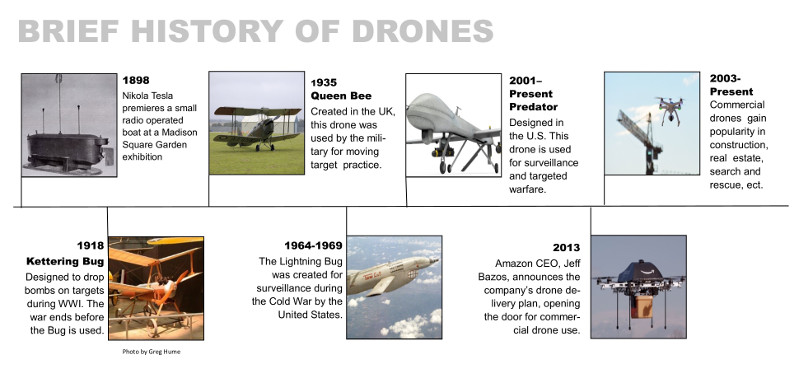 BRIEF HISTORY OF DRONES
1898
Nikola Tesla
premieres a small
radio operated
boat at a Madison
Square Garden
exhibition
1935
Queen Bee
Created in the UK,
this drone was
used by the mili-
tary for moving
target practice.
2001–
Present
Predator
Designed in
the U.S. This
drone is used
for surveillance
and targeted
warfare.
2003-
Present
Commercial
drones gain
popularity in
construction,
real estate,
search and
rescue, ect.
1918
Kettering Bug
Designed to drop
bombs on targets
during WWI. The
war ends before
the Bug is used.
Photo by Greg Hume
1964-1969
The Lightning Bug
was created for
surveillance during
the Cold War by the
United States.
2013
Amazon CEO, Jeff
Bazos, announces the
company's drone de-
livery plan, opening
the door for commer-
cial drone use.